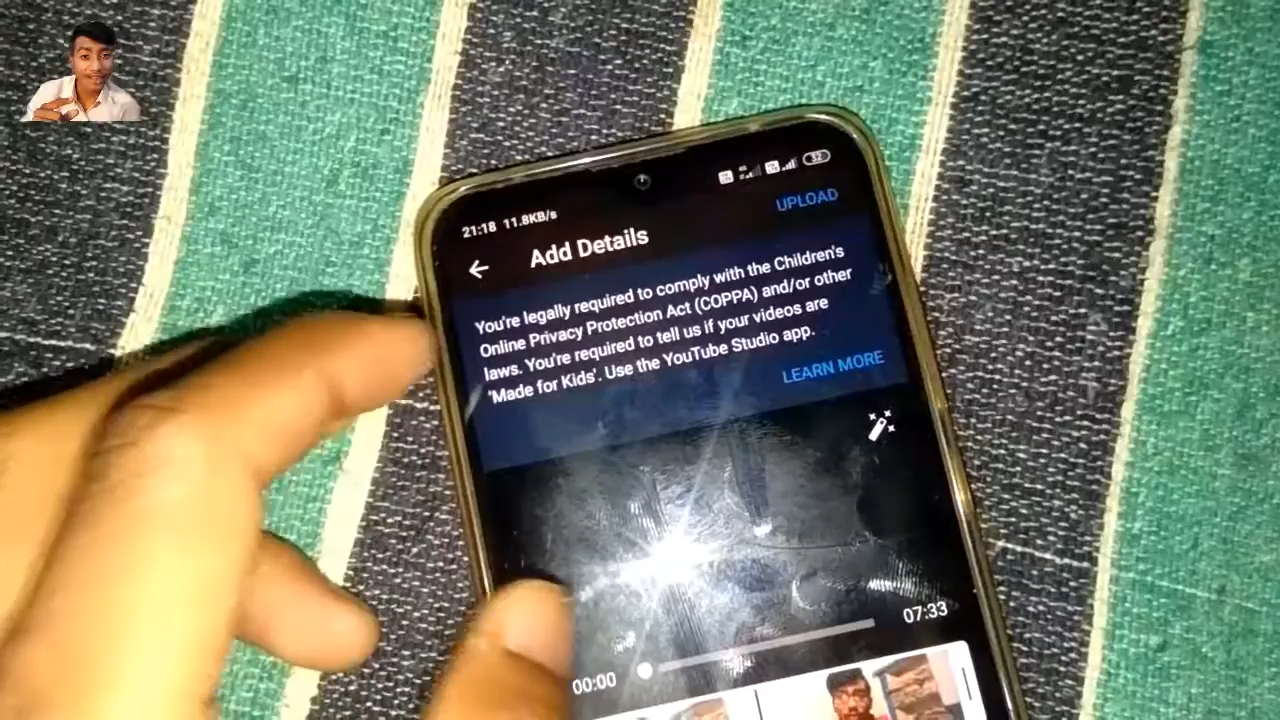 21:18 11.8KB/s 32
UPLOAD
Add Details
You're legally required to comply with the Children's
Online Privacy Protection Act (COPPA) and/or other
laws. You're required to tell us if your videos are
'Made for Kids'. Use the YouTube Studio app.
LEARN MORE
07:33
00:00